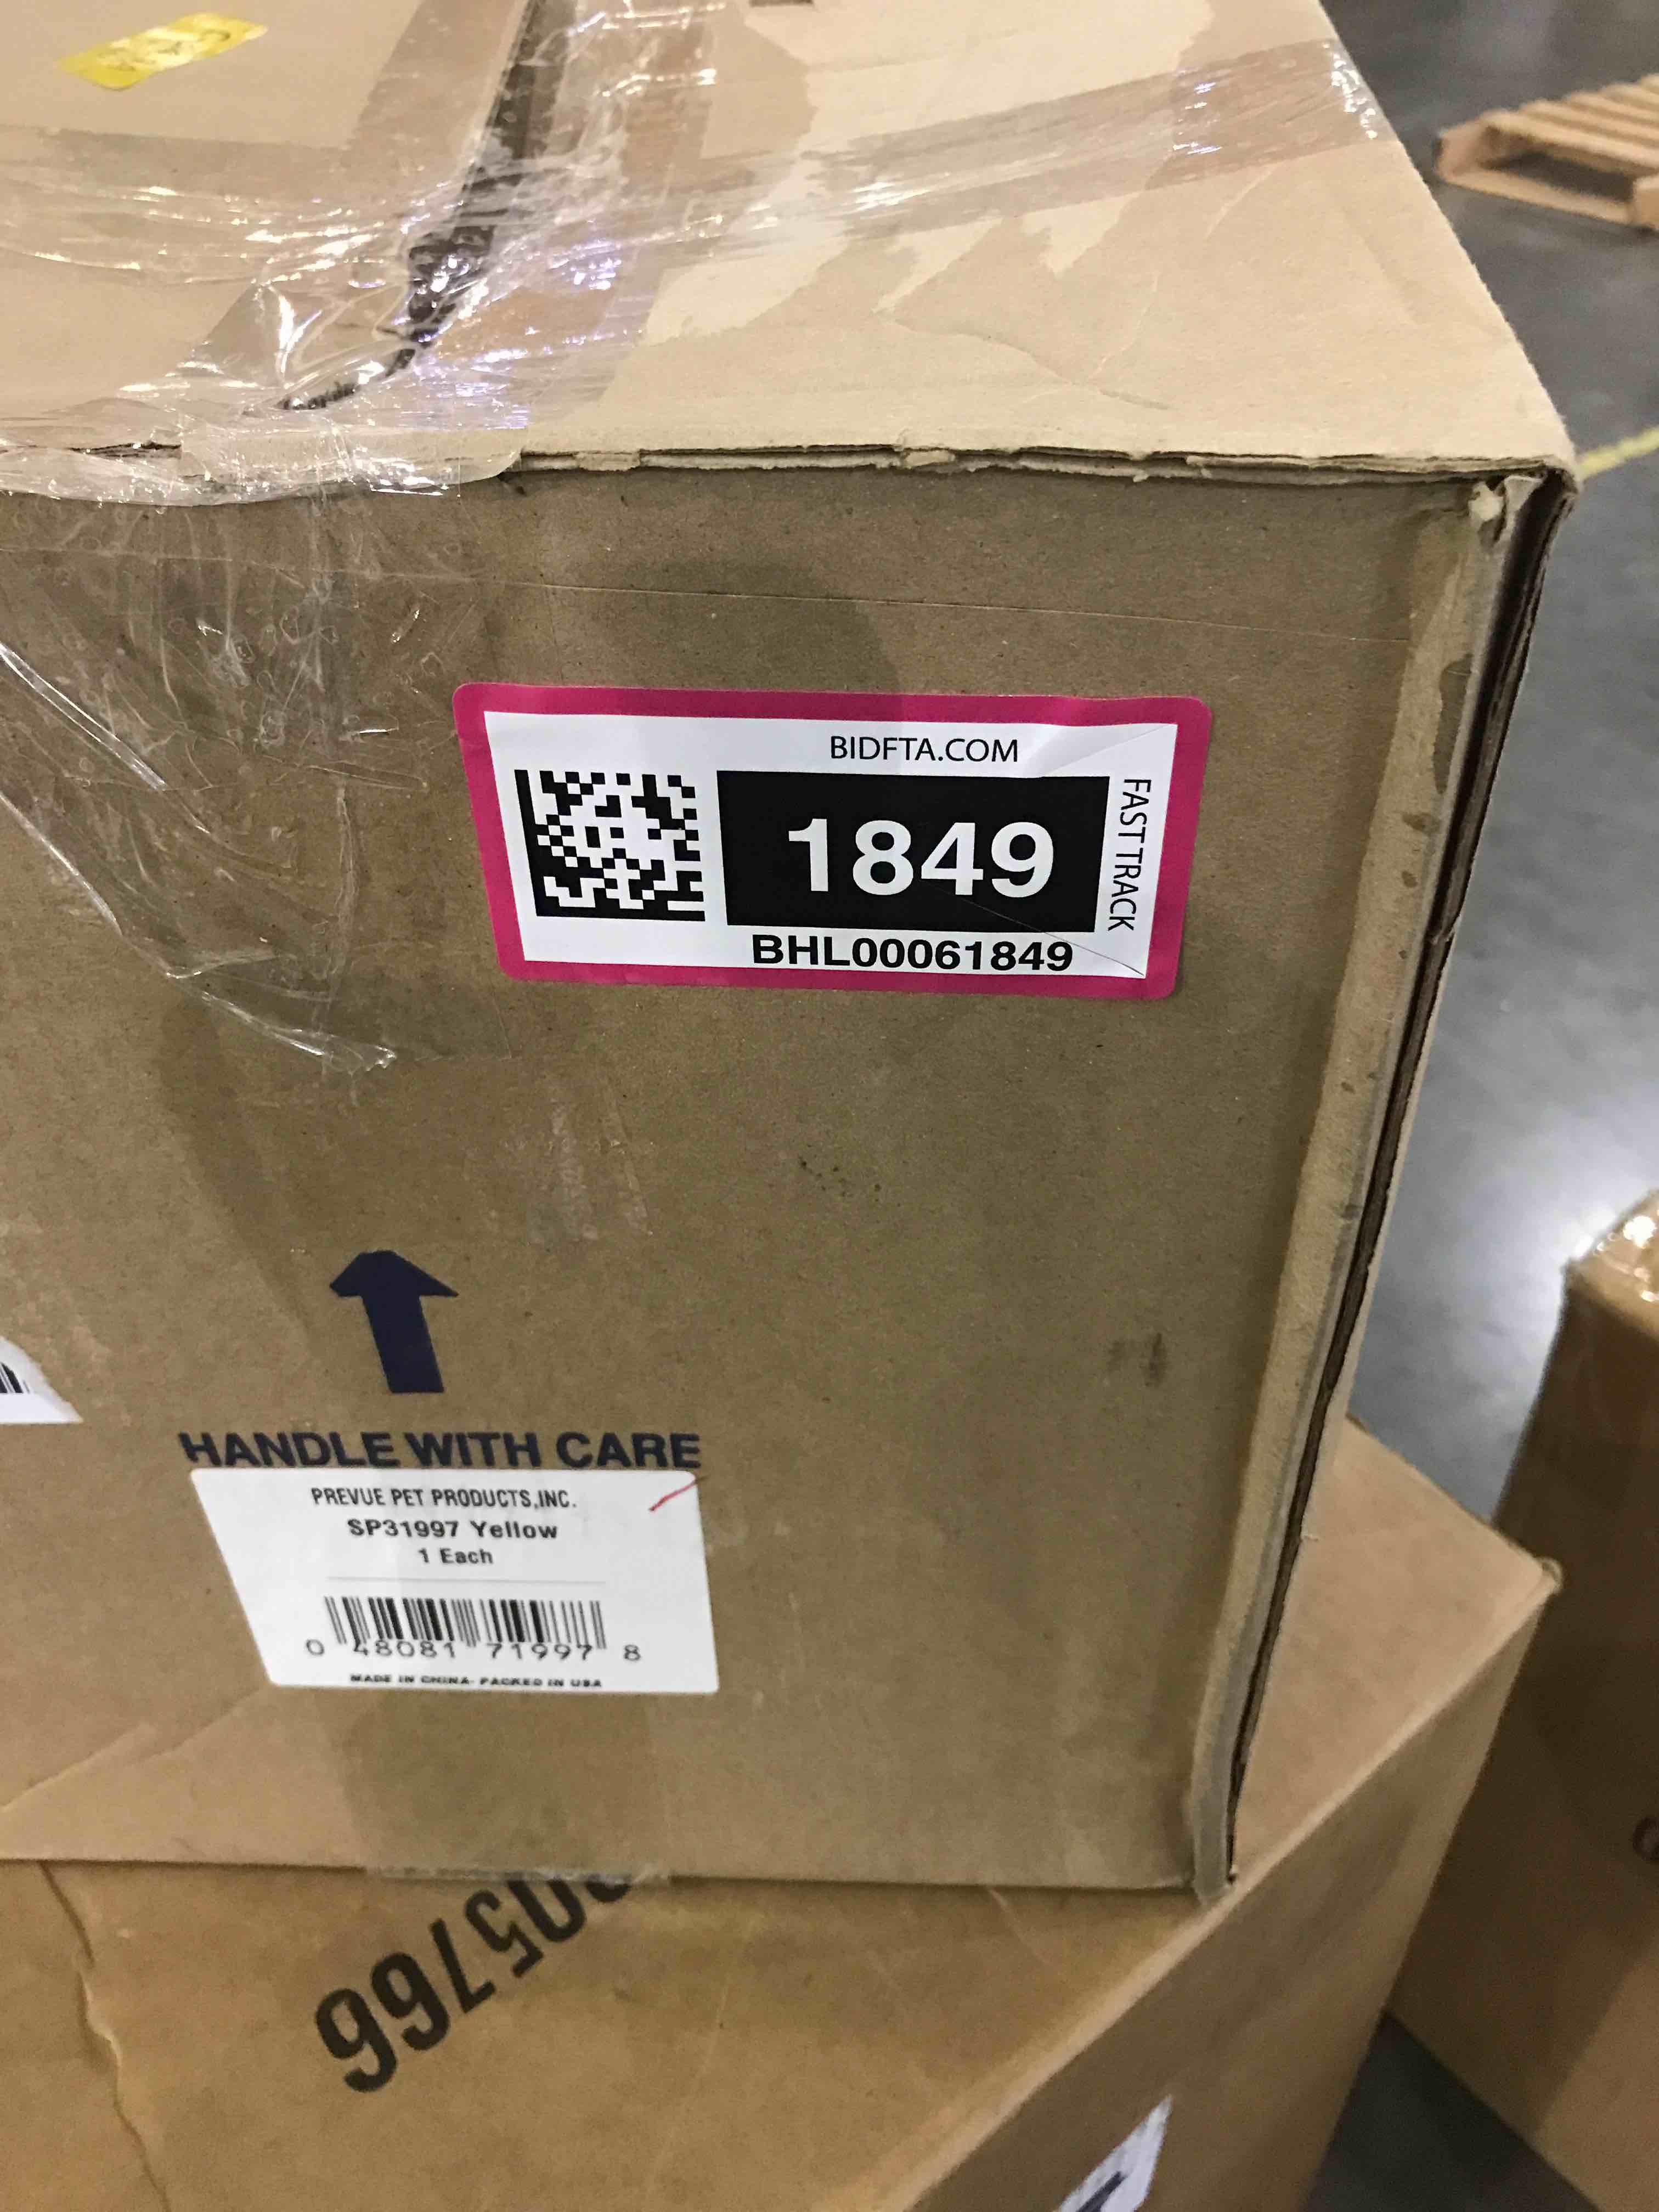 BIDFTA.COM
1849
FAST TRACK
BHL00061849
HANDLE WITH CARE
PREVUE PET PRODUCTS,INC.
SP31997 Yellow
1 Each
0 48081 71997 8
MADE IN CHINA- PACKED IN USA